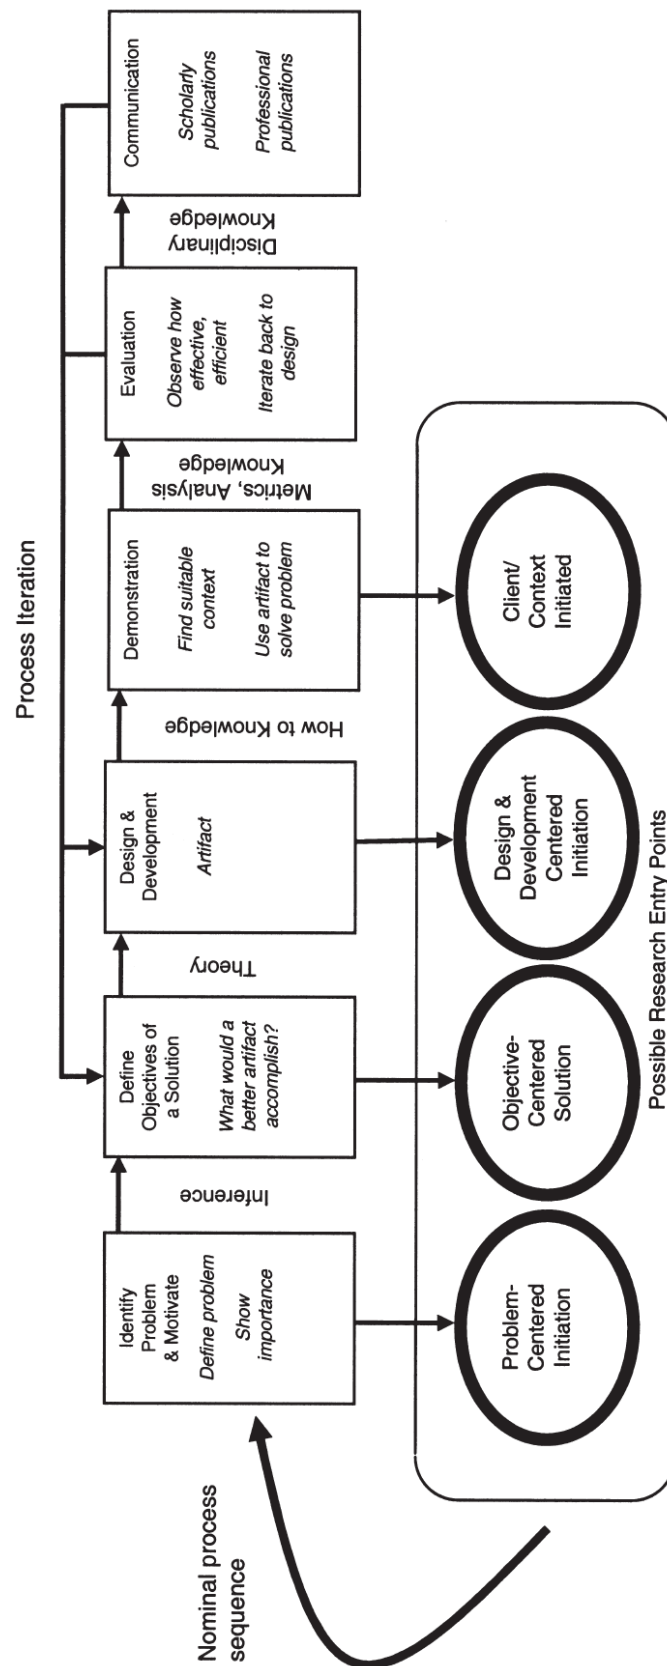 Process Iteration
Nominal process
sequence
Identify
Problem
& Motivate
Define problem
Show
importance
Inference
Define
Objectives of
a Solution
What would a
better artifact
accomplish?
Theory
Design &
Development
Artifact
How to Knowledge
Demonstration
Find suitable
context
Use artifact to
solve problem
Metrics, Analysis
Knowledge
Evaluation
Observe how
effective,
efficient
Iterate back to
design
Disciplinary
Knowledge
Communication
Scholarly
publications
Professional
publications
Problem-
Centered
Initiation
Objective-
Centered
Solution
Design &
Development
Centered
Initiation
Client/
Context
Initiated
Possible Research Entry Points